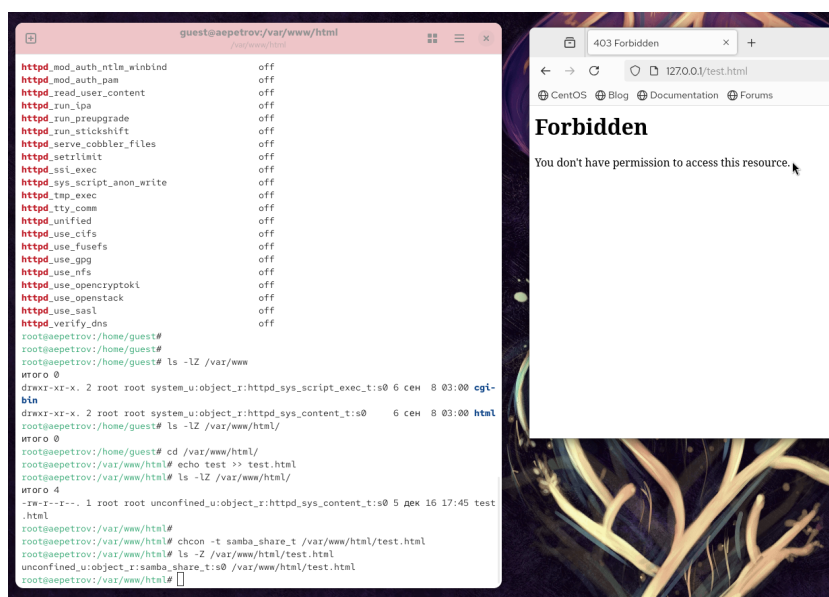 guest@aepetrov:/var/www/html
/var/www/html
httpd_mod_auth_ntlm_winbind off
httpd_mod_auth_pam off
httpd_read_user_content off
httpd_run_ipa off
httpd_run_preupgrade off
httpd_run_stickshift off
httpd_serve_cobbler_files off
httpd_setrlimit off
httpd_ssi_exec off
httpd_sys_script_anon_write off
httpd_tmp_exec off
httpd_tty_comm off
httpd_unified off
httpd_use_cifs off
httpd_use_fusefs off
httpd_use_gpg off
httpd_use_nfs off
httpd_use_opencryptoki off
httpd_use_openstack off
httpd_use_sasl off
httpd_verify_dns off
root@aepetrov:/home/guest#
root@aepetrov:/home/guest#
root@aepetrov:/home/guest# ls -lZ /var/www
итого 0
drwxr-xr-x. 2 root root system_u:object_r:httpd_sys_script_exec_t:s0 6 сен 8 03:00 cgi-
bin
drwxr-xr-x. 2 root root system_u:object_r:httpd_sys_content_t:s0 6 сен 8 03:00 html
root@aepetrov:/home/guest# ls -lZ /var/www/html/
итого 0
root@aepetrov:/home/guest# cd /var/www/html/
root@aepetrov:/var/www/html# echo test >> test.html
root@aepetrov:/var/www/html# ls -lZ /var/www/html/
итого 4
-rw-r--r--. 1 root root unconfined_u:object_r:httpd_sys_content_t:s0 5 дек 16 17:45 test
.html
root@aepetrov:/var/www/html#
root@aepetrov:/var/www/html# chcon -t samba_share_t /var/www/html/test.html
root@aepetrov:/var/www/html# ls -Z /var/www/html/test.html
unconfined_u:object_r:samba_share_t:s0 /var/www/html/test.html
root@aepetrov:/var/www/html#
403 Forbidden
127.0.0.1/test.html
CentOS Blog Documentation Forums
Forbidden
You don't have permission to access this resource.